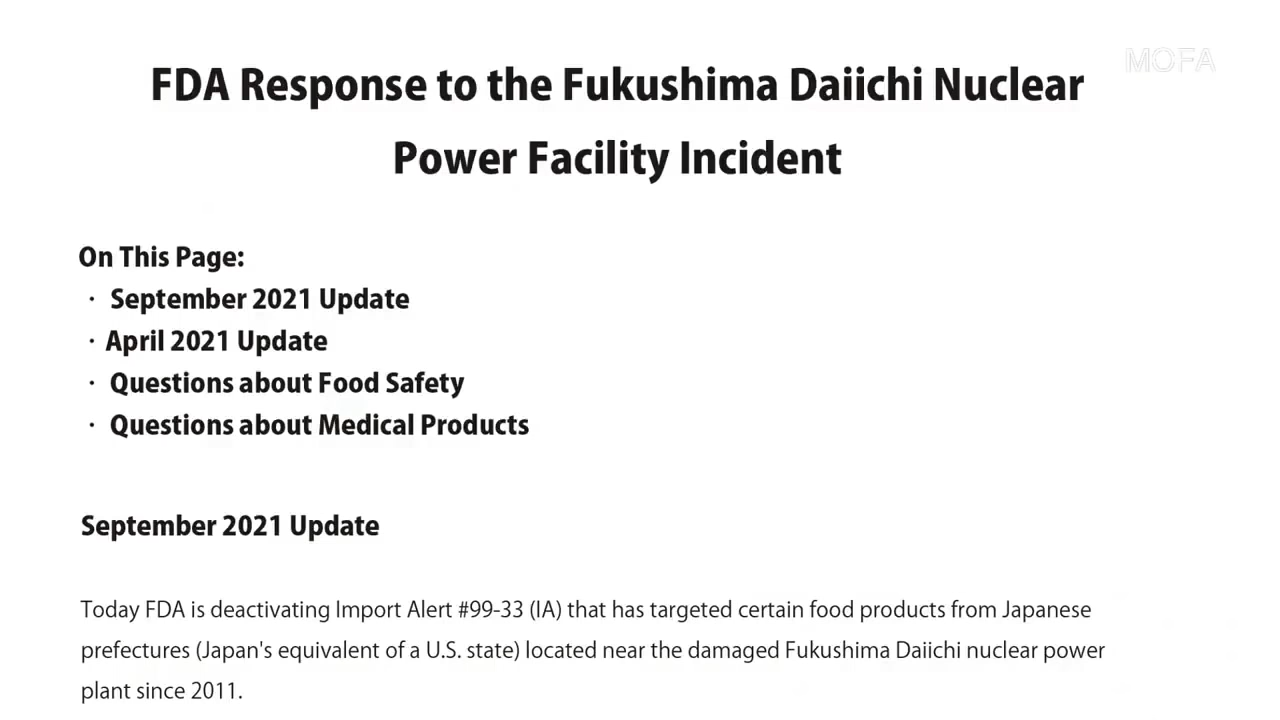 MOFA
FDA Response to the Fukushima Daiichi Nuclear
Power Facility Incident
On This Page:
・ September 2021 Update
・ April 2021 Update
・ Questions about Food Safety
・ Questions about Medical Products
September 2021 Update
Today FDA is deactivating Import Alert #99-33 (IA) that has targeted certain food products from Japanese
prefectures (Japan's equivalent of a U.S. state) located near the damaged Fukushima Daiichi nuclear power
plant since 2011.